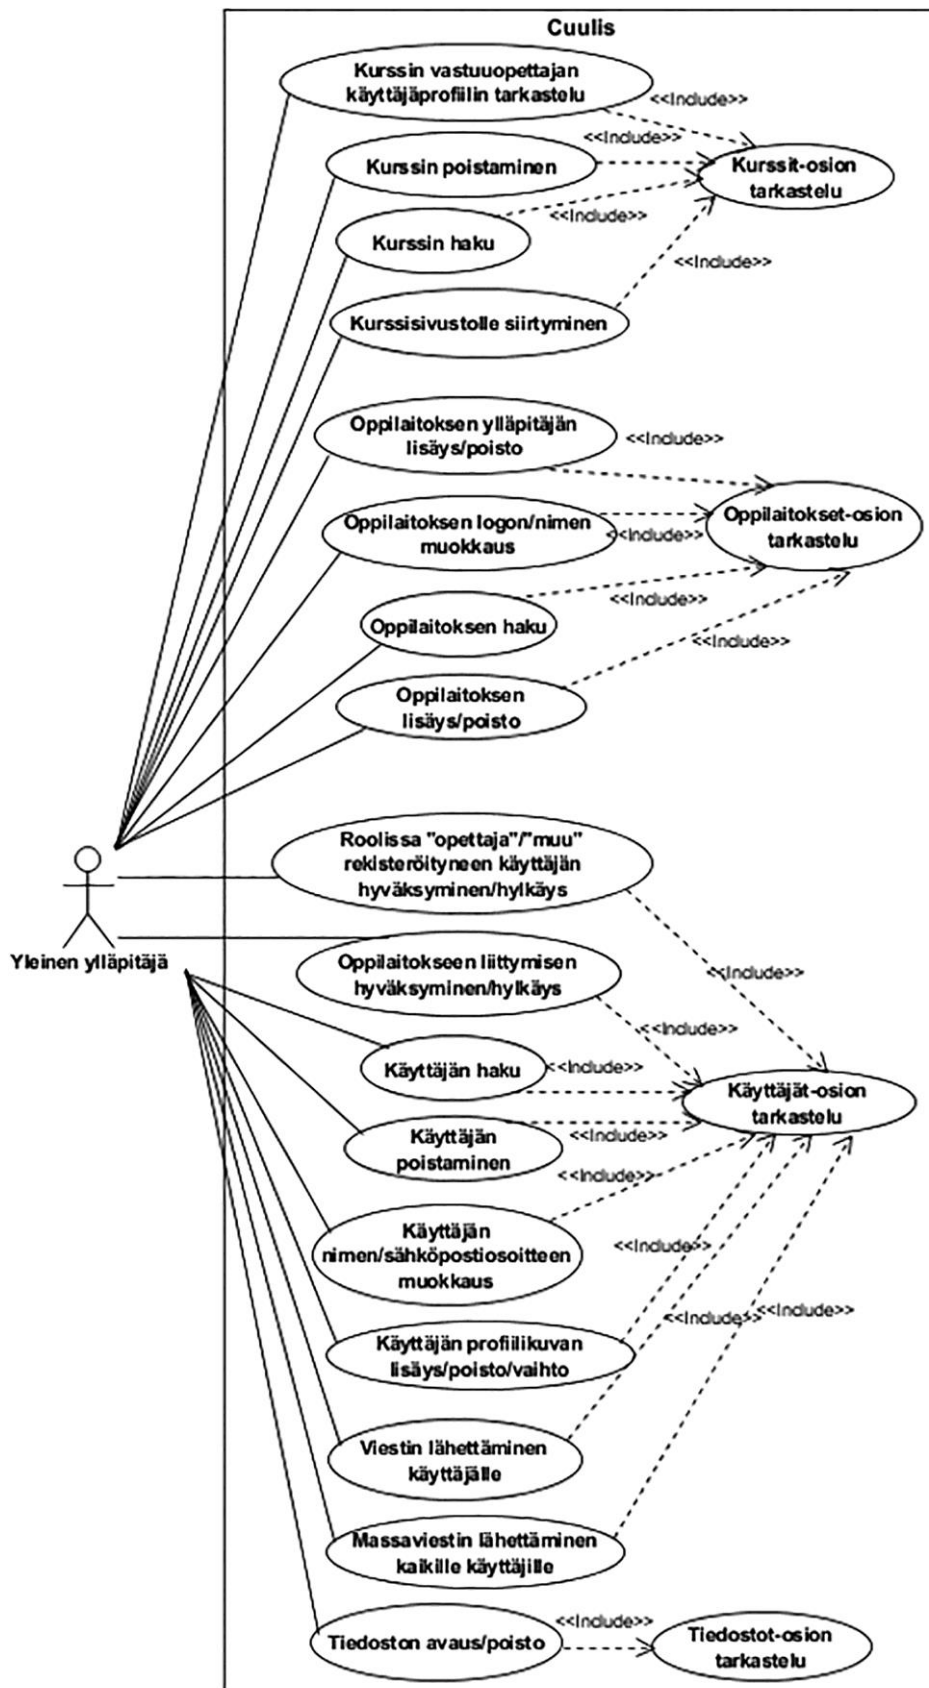 Cuulis
Kurssin vastuuopettajan
käyttäjäprofiilin tarkastelu
<<Include>>
<<Include>>
Kurssin poistaminen
Kurssit-osion
tarkastelu
<<Include>>
Kurssin haku
<<Include>>
Kurssisivustolle siirtyminen
Oppilaitoksen ylläpitäjän
lisäys/poisto
<<Include>>
Oppilaitoksen logon/nimen
muokkaus
<<Include>>
Oppilaitokset-osion
tarkastelu
<<Include>>
Oppilaitoksen haku
<<Include>>
Oppilaitoksen
lisäys/poisto
Roolissa "opettaja"/"muu"
rekisteröityneen käyttäjän
hyväksyminen/hylkäys
Yleinen ylläpitäjä
Oppilaitokseen liittymisen
hyväksyminen/hylkäys
<<Include>>
<<Include>>
Käyttäjän haku
<<Include>>
Käyttäjät-osion
tarkastelu
Käyttäjän
poistaminen
<<Include>>
<<Include>>
Käyttäjän
nimen/sähköpostiosoitteen
muokkaus
<<Include>>
<<Include>>
<<Include>>
Käyttäjän profiilikuvan
lisäys/poisto/vaihto
Viestin lähettäminen
käyttäjälle
Massaviestin lähettäminen
kaikille käyttäjille
<<Include>>
Tiedoston avaus/poisto
Tiedostot-osion
tarkastelu